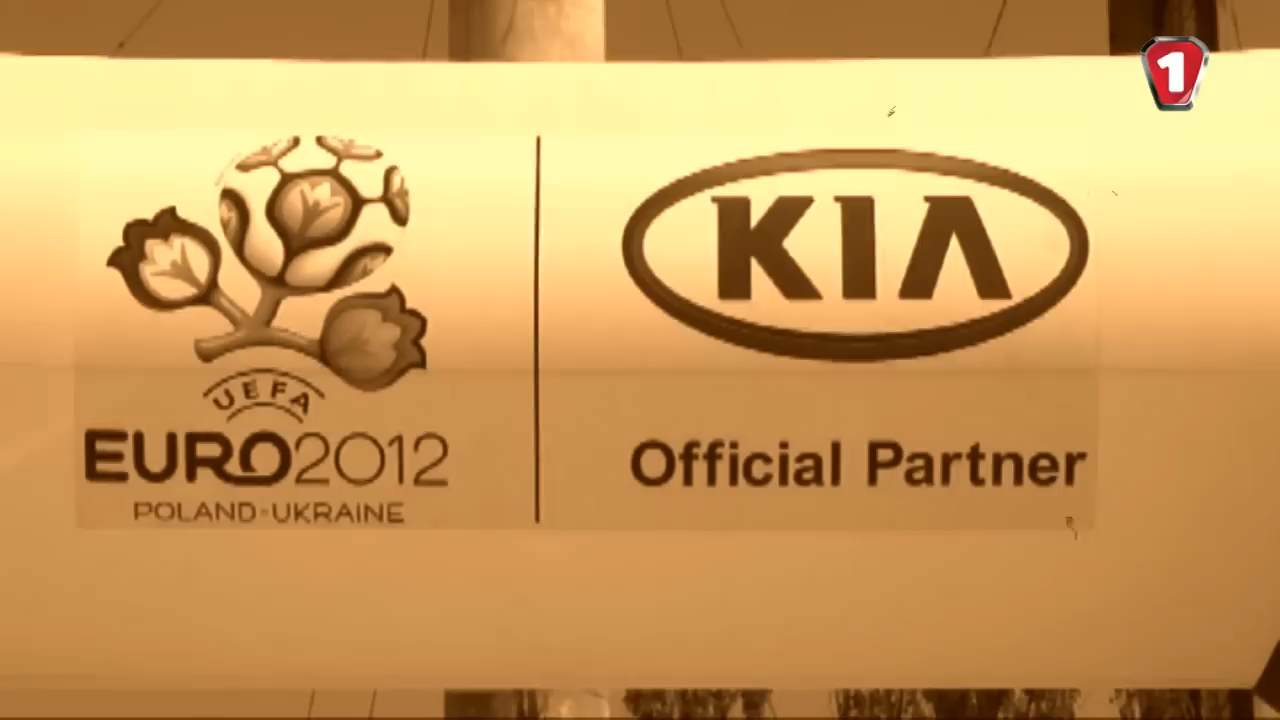 1
UEFA
EURO2012
POLAND-UKRAINE
KIA
Official Partner